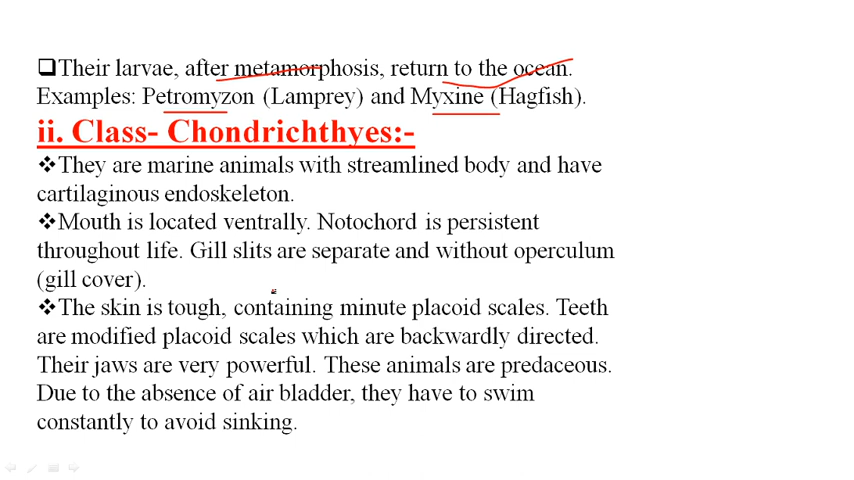 Their larvae, after metamorphosis, return to the ocean.
Examples: Petromyzon (Lamprey) and Myxine (Hagfish).
ii. Class- Chondrichthyes:-
They are marine animals with streamlined body and have
cartilaginous endoskeleton.
Mouth is located ventrally. Notochord is persistent
throughout life. Gill slits are separate and without operculum
(gill cover).
The skin is tough, containing minute placoid scales. Teeth
are modified placoid scales which are backwardly directed.
Their jaws are very powerful. These animals are predaceous.
Due to the absence of air bladder, they have to swim
constantly to avoid sinking.